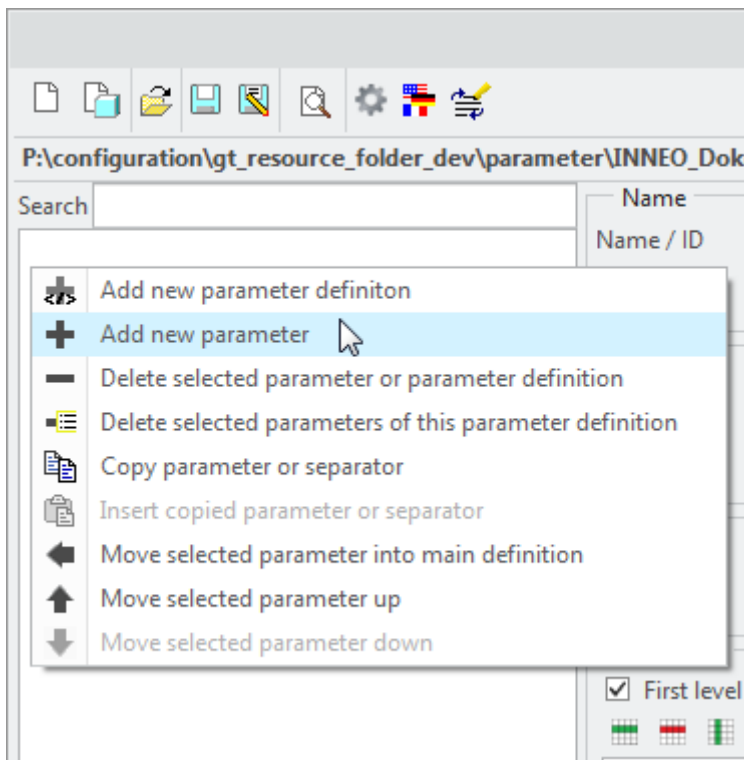 P:\configuration\gt_resource_folder_dev\parameter\INNEO_Dok
Search
Name
Name / ID
Add new parameter definiton
Add new parameter
Delete selected parameter or parameter definition
Delete selected parameters of this parameter definition
Copy parameter or separator
Insert copied parameter or separator
Move selected parameter into main definition
Move selected parameter up
Move selected parameter down
First level